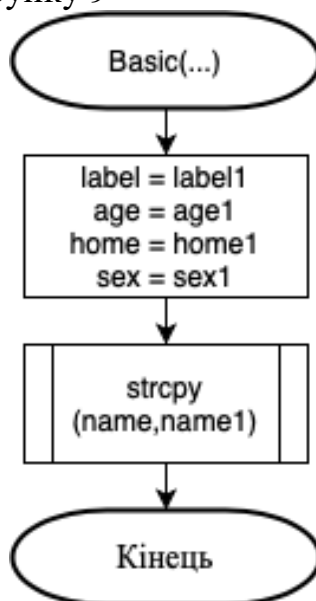 Basic(...)
label = label1
age = age1
home = home1
sex = sex1
strcpy
(name,name1)
Кінець